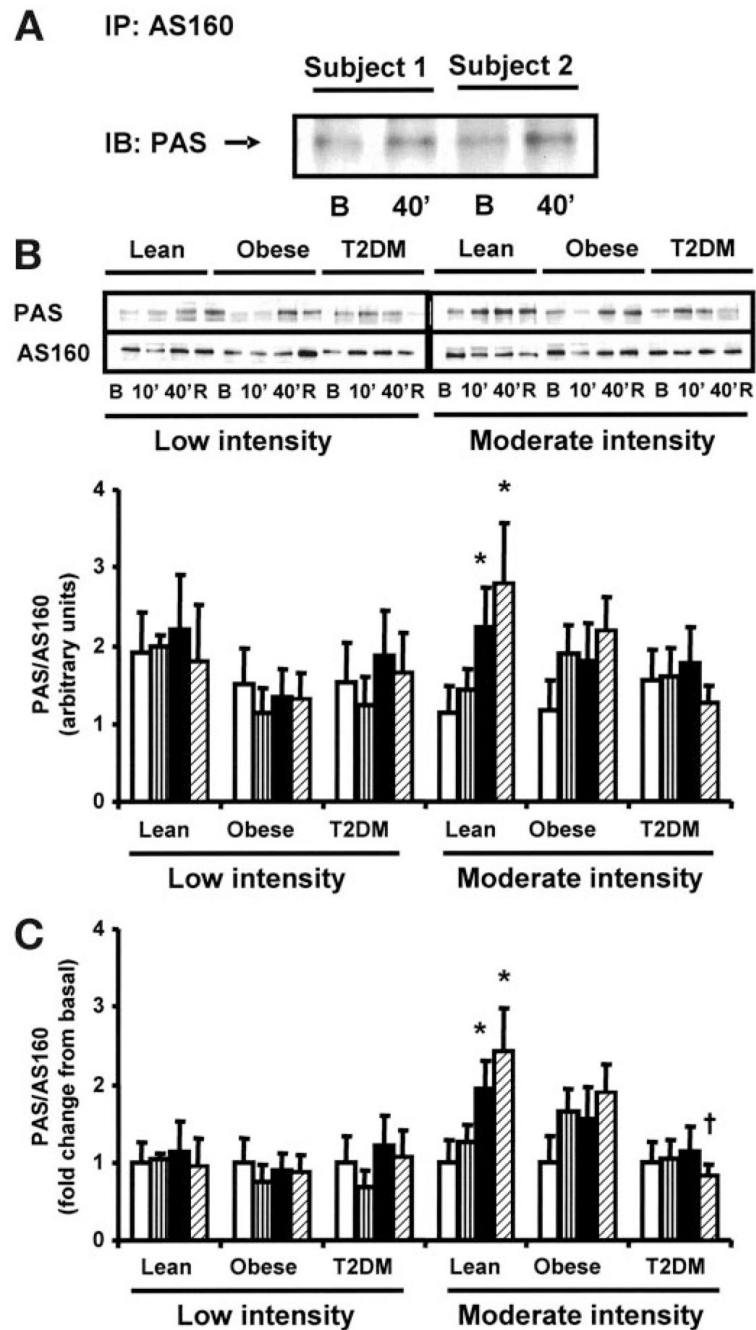 A
IP: AS160
Subject 1 Subject 2
IB: PAS →
B 40' B 40'
B
Lean Obese T2DM Lean Obese T2DM
PAS
AS160
B 10' 40'R B 10' 40'R B 10' 40'R B 10' 40'R B 10' 40'R B 10' 40'R
Low intensity Moderate intensity
PAS/AS160
(arbitrary units)
4
3
2
1
0
* *
Lean Obese T2DM Lean Obese T2DM
Low intensity Moderate intensity
C
PAS/AS160
(fold change from basal)
4
3
2
1
0
* * †
Lean Obese T2DM Lean Obese T2DM
Low intensity Moderate intensity